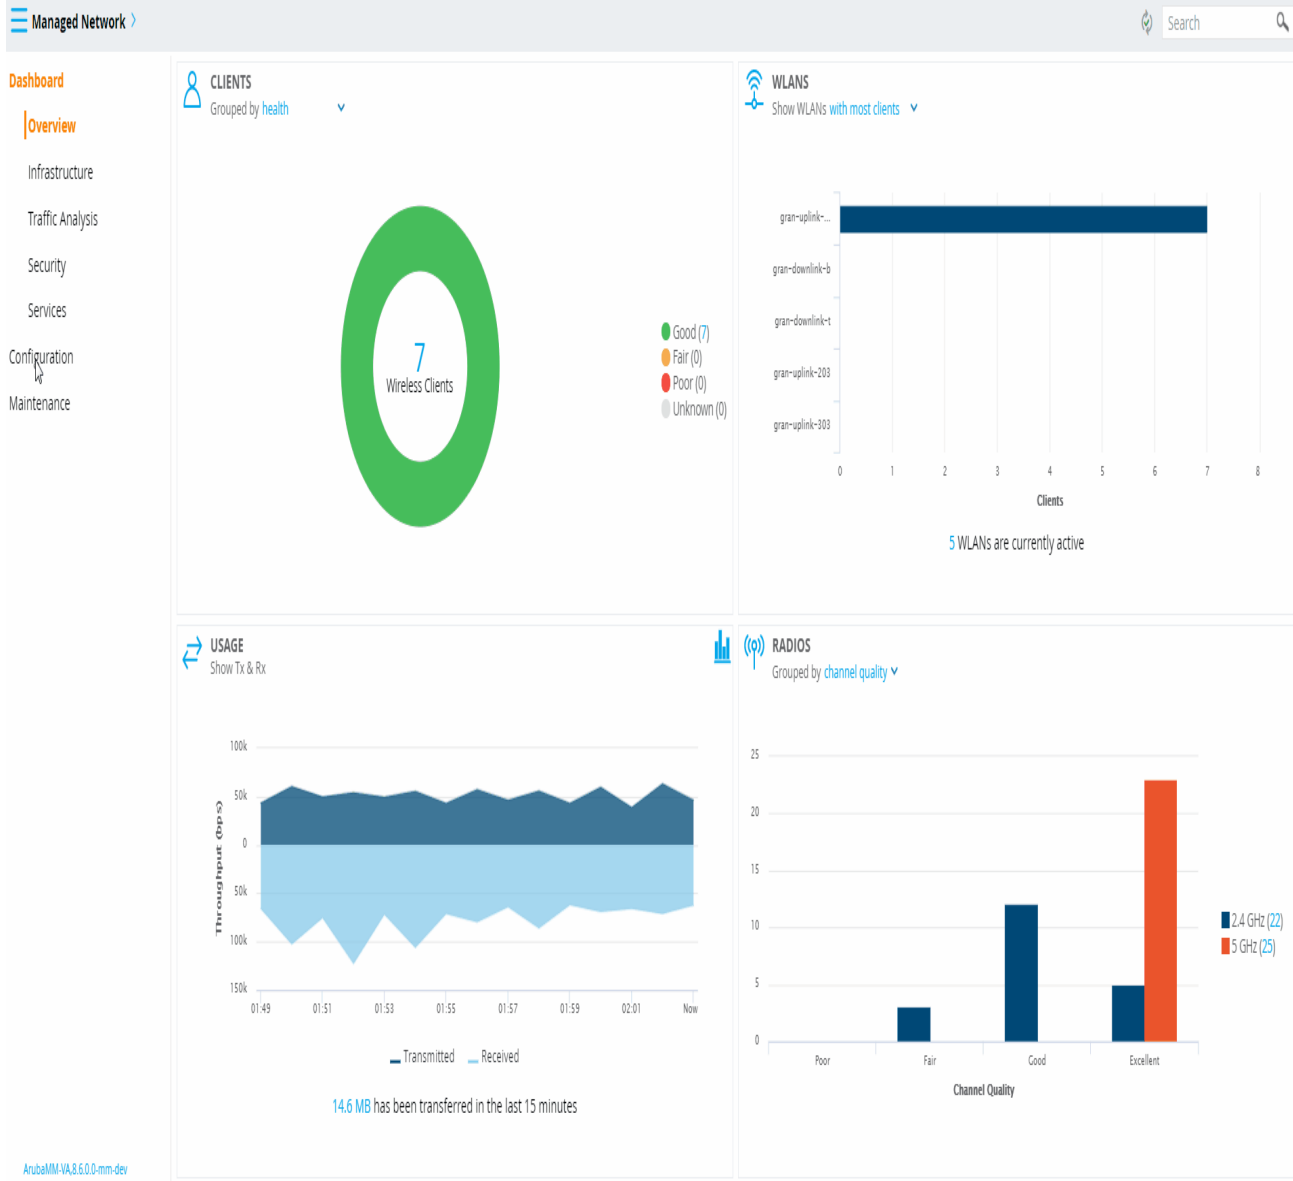 Managed Network
Search
Dashboard
Overview
Infrastructure
Traffic Analysis
Security
Services
Configuration
Maintenance
ArubaMM-VA,8.6.0.0-mm-dev
CLIENTS
Grouped by health
7
Wireless Clients
Good (7)
Fair (0)
Poor (0)
Unknown (0)
WLANS
Show WLANs with most clients
gran-uplink-...
gran-downlink-b
gran-downlink-t
gran-uplink-203
gran-uplink-303
0 1 2 3 4 5 6 7 8
Clients
5 WLANs are currently active
USAGE
Show Tx & Rx
Throughput (bps)
100k
50k
0
50k
100k
150k
01:49 01:51 01:53 01:55 01:57 01:59 02:01 Now
Transmitted Received
14.6 MB has been transferred in the last 15 minutes
RADIOS
Grouped by channel quality
25
20
15
10
5
0
Poor Fair Good Excellent
Channel Quality
2.4 GHz (22)
5 GHz (25)